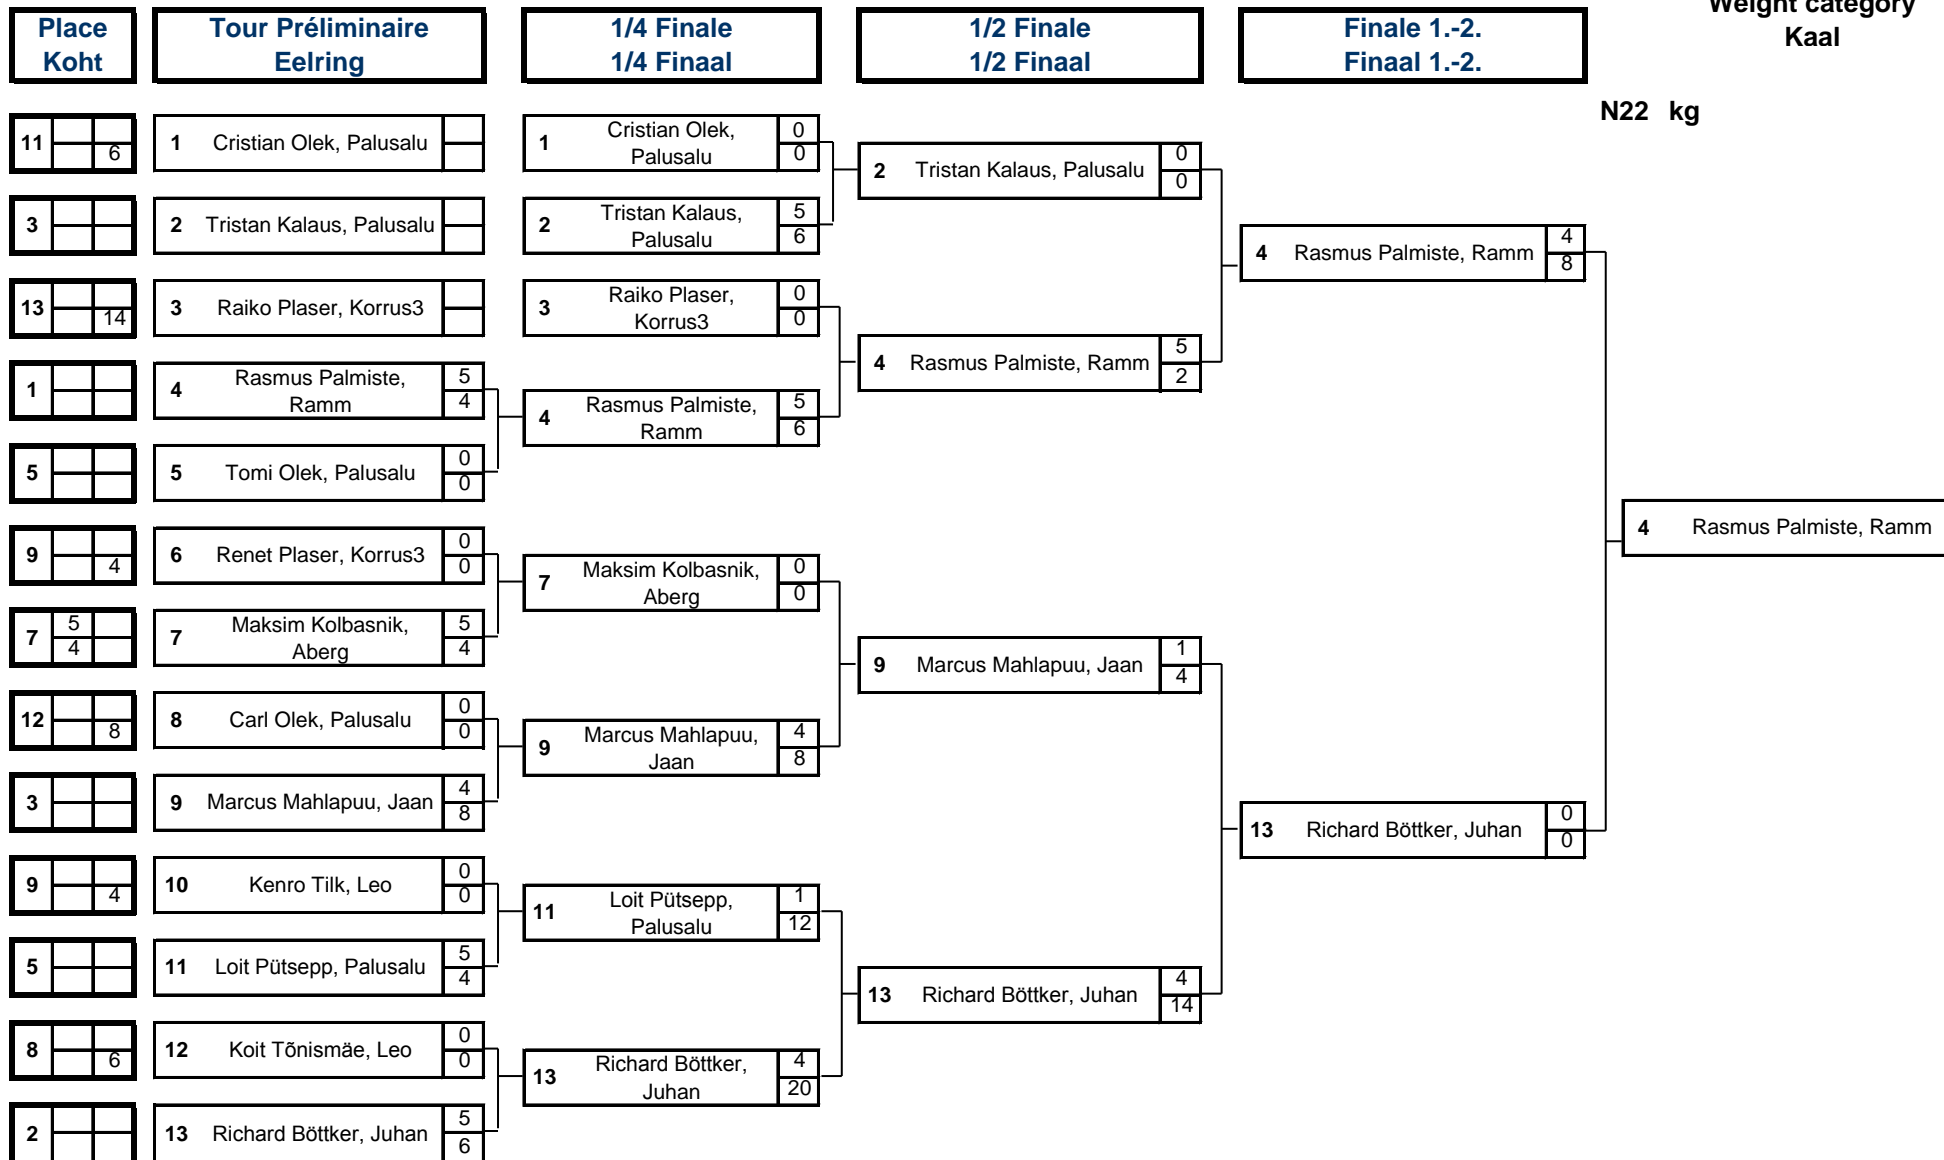 Weight category
Kaal
N22 kg
Place
Koht
Tour Préliminaire
Eelring
1/4 Finale
1/4 Finaal
1/2 Finale
1/2 Finaal
Finale 1.-2.
Finaal 1.-2.
11
6
1 Cristian Olek, Palusalu
3
2 Tristan Kalaus, Palusalu
13
14
3 Raiko Plaser, Korrus3
1
4 Rasmus Palmiste,
Ramm
5
4
5
5 Tomi Olek, Palusalu
0
0
9
4
6 Renet Plaser, Korrus3
0
0
7
5
4
7 Maksim Kolbasnik,
Aberg
5
4
12
8
8 Carl Olek, Palusalu
0
0
3
9 Marcus Mahlapuu, Jaan
4
8
9
4
10 Kenro Tilk, Leo
0
0
5
11 Loit Pütsepp, Palusalu
5
4
8
6
12 Koit Tõnismäe, Leo
0
0
2
13 Richard Böttker, Juhan
5
6
1 Cristian Olek,
Palusalu
0
0
2 Tristan Kalaus,
Palusalu
5
6
3 Raiko Plaser,
Korrus3
0
0
4 Rasmus Palmiste,
Ramm
5
6
7 Maksim Kolbasnik,
Aberg
0
0
9 Marcus Mahlapuu,
Jaan
4
8
11 Loit Pütsepp,
Palusalu
1
12
13 Richard Böttker,
Juhan
4
20
2 Tristan Kalaus, Palusalu
0
0
4 Rasmus Palmiste, Ramm
5
2
9 Marcus Mahlapuu, Jaan
1
4
13 Richard Böttker, Juhan
4
14
4 Rasmus Palmiste, Ramm
4
8
13 Richard Böttker, Juhan
0
0
4 Rasmus Palmiste, Ramm